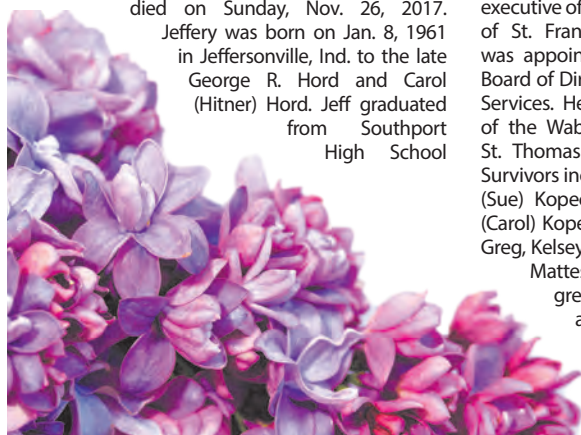 died on Sunday, Nov. 26, 2017.
Jeffery was born on Jan. 8, 1961
in Jeffersonville, Ind. to the late
George R. Hord and Carol
(Hitner) Hord. Jeff graduated
from Southport
High School
executive of
of St. Fran
was appoin
Board of Dir
Services. He
of the Wab
St. Thomas
Survivors in
(Sue) Kope
(Carol) Kope
Greg, Kelsey
Matte
gre
a